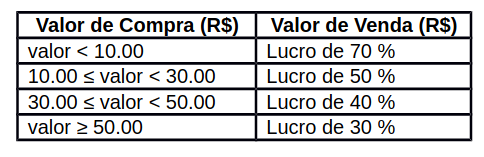 Valor de Compra (R$) Valor de Venda (R$)
valor < 10.00 Lucro de 70 %
10.00 ≤ valor < 30.00 Lucro de 50 %
30.00 ≤ valor < 50.00 Lucro de 40 %
valor ≥ 50.00 Lucro de 30 %